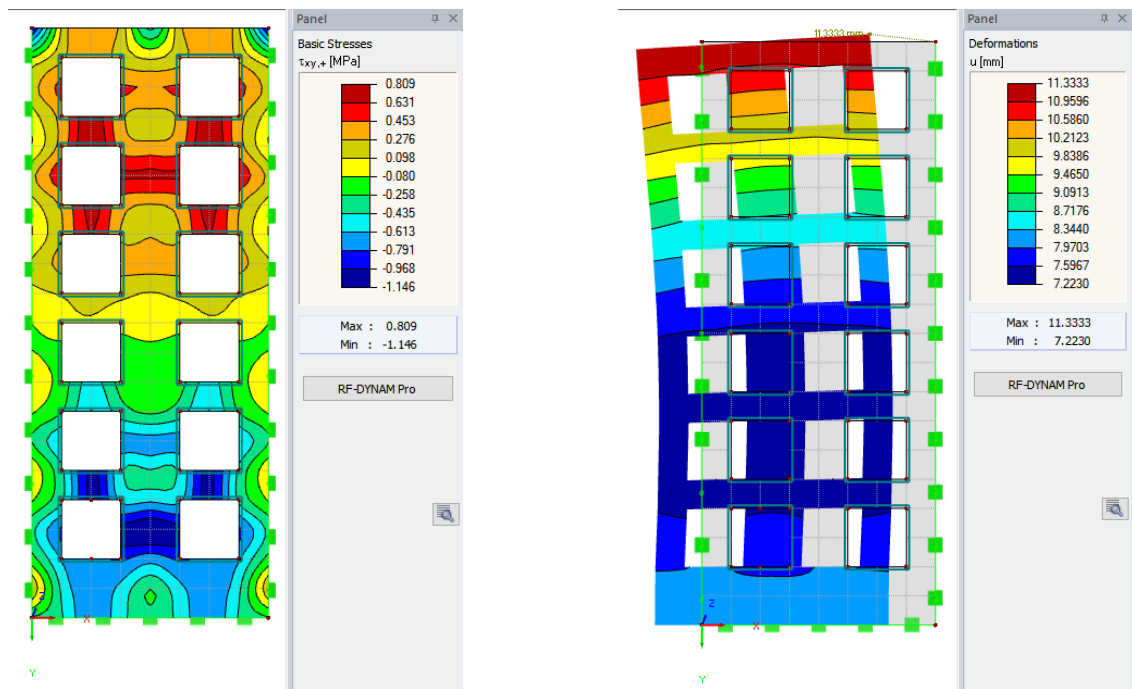 Panel
Basic Stresses
τxy,+ [MPa]
0.809
0.631
0.453
0.276
0.098
-0.080
-0.258
-0.435
-0.613
-0.791
-0.968
-1.146
Max : 0.809
Min : -1.146
RF-DYNAM Pro
Z
X
Y
11.3333 mm
Panel
Deformations
u [mm]
11.3333
10.9596
10.5860
10.2123
9.8386
9.4650
9.0913
8.7176
8.3440
7.9703
7.5967
7.2230
Max : 11.3333
Min : 7.2230
RF-DYNAM Pro
Z
X
Y